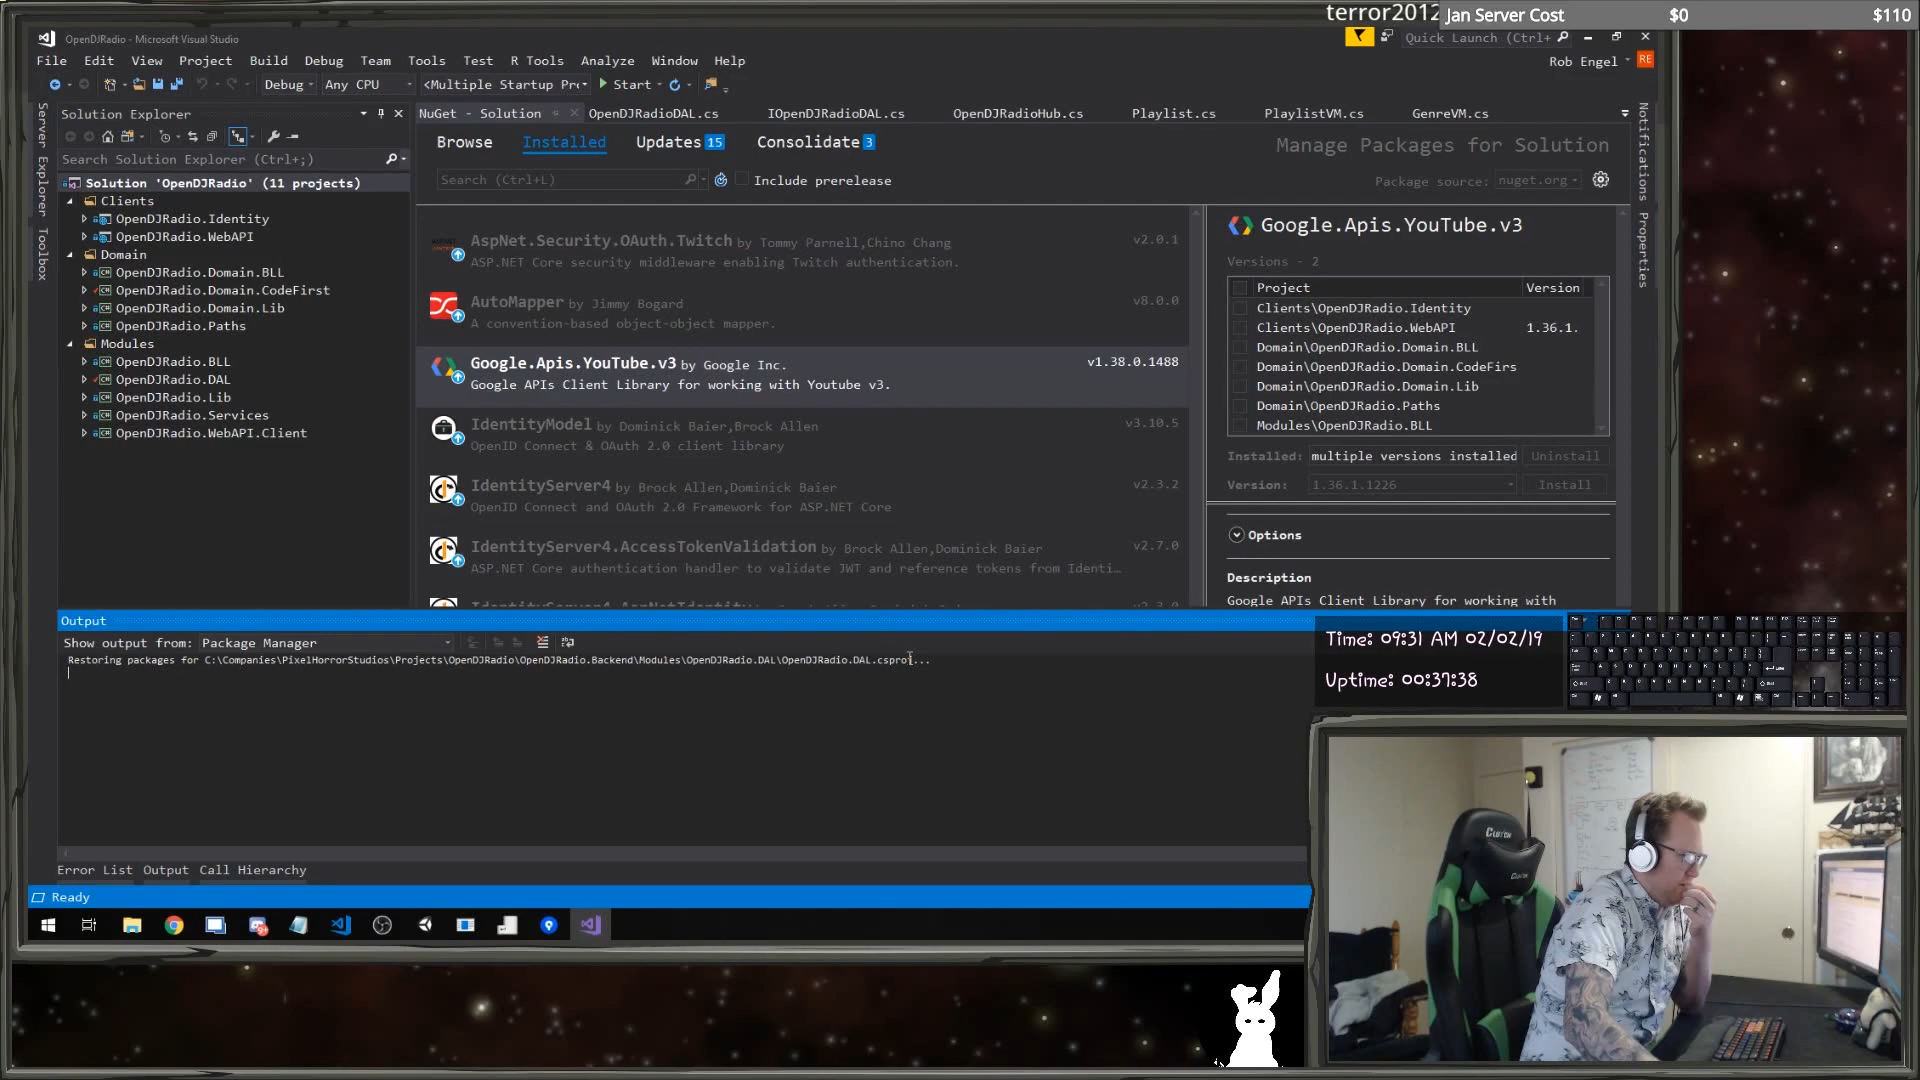 terror2012
Jan Server Cost $0 $110
OpenDJRadio - Microsoft Visual Studio
Quick Launch (Ctrl+
File Edit View Project Build Debug Team Tools Test R Tools Analyze Window Help
Rob Engel RE
Debug Any CPU <Multiple Startup Pr Start
Server Explorer
Toolbox
Solution Explorer
Search Solution Explorer (Ctrl+;)
Solution 'OpenDJRadio' (11 projects)
Clients
OpenDJRadio.Identity
OpenDJRadio.WebAPI
Domain
OpenDJRadio.Domain.BLL
OpenDJRadio.Domain.CodeFirst
OpenDJRadio.Domain.Lib
OpenDJRadio.Paths
Modules
OpenDJRadio.BLL
OpenDJRadio.DAL
OpenDJRadio.Lib
OpenDJRadio.Services
OpenDJRadio.WebAPI.Client
NuGet - Solution OpenDJRadioDAL.cs IOpenDJRadioDAL.cs OpenDJRadioHub.cs Playlist.cs PlaylistVM.cs GenreVM.cs
Browse Installed Updates 15 Consolidate 3
Manage Packages for Solution
Search (Ctrl+L) Include prerelease
Package source: nuget.org
AspNet.Security.OAuth.Twitch by Tommy Parnell,Chino Chang v2.0.1
ASP.NET Core security middleware enabling Twitch authentication.
AutoMapper by Jimmy Bogard v8.0.0
A convention-based object-object mapper.
Google.Apis.YouTube.v3 by Google Inc. v1.38.0.1488
Google APIs Client Library for working with Youtube v3.
IdentityModel by Dominick Baier,Brock Allen v3.10.5
OpenID Connect & OAuth 2.0 client library
IdentityServer4 by Brock Allen,Dominick Baier v2.3.2
OpenID Connect and OAuth 2.0 Framework for ASP.NET Core
IdentityServer4.AccessTokenValidation by Brock Allen,Dominick Baier v2.7.0
ASP.NET Core authentication handler to validate JWT and reference tokens from Identi...
Google.Apis.YouTube.v3
Versions - 2
Project Version
Clients\OpenDJRadio.Identity
Clients\OpenDJRadio.WebAPI 1.36.1.
Domain\OpenDJRadio.Domain.BLL
Domain\OpenDJRadio.Domain.CodeFirs
Domain\OpenDJRadio.Domain.Lib
Domain\OpenDJRadio.Paths
Modules\OpenDJRadio.BLL
Installed: multiple versions installed Uninstall
Version: 1.36.1.1226 Install
Options
Description
Google APIs Client Library for working with
Notifications
Properties
Output
Show output from: Package Manager
Restoring packages for C:\Companies\PixelHorrorStudios\Projects\OpenDJRadio\OpenDJRadio.Backend\Modules\OpenDJRadio.DAL\OpenDJRadio.DAL.csproj...
Error List Output Call Hierarchy
Ready
Time: 09:31 AM 02/02/19
Uptime: 00:37:38
CLUTCH